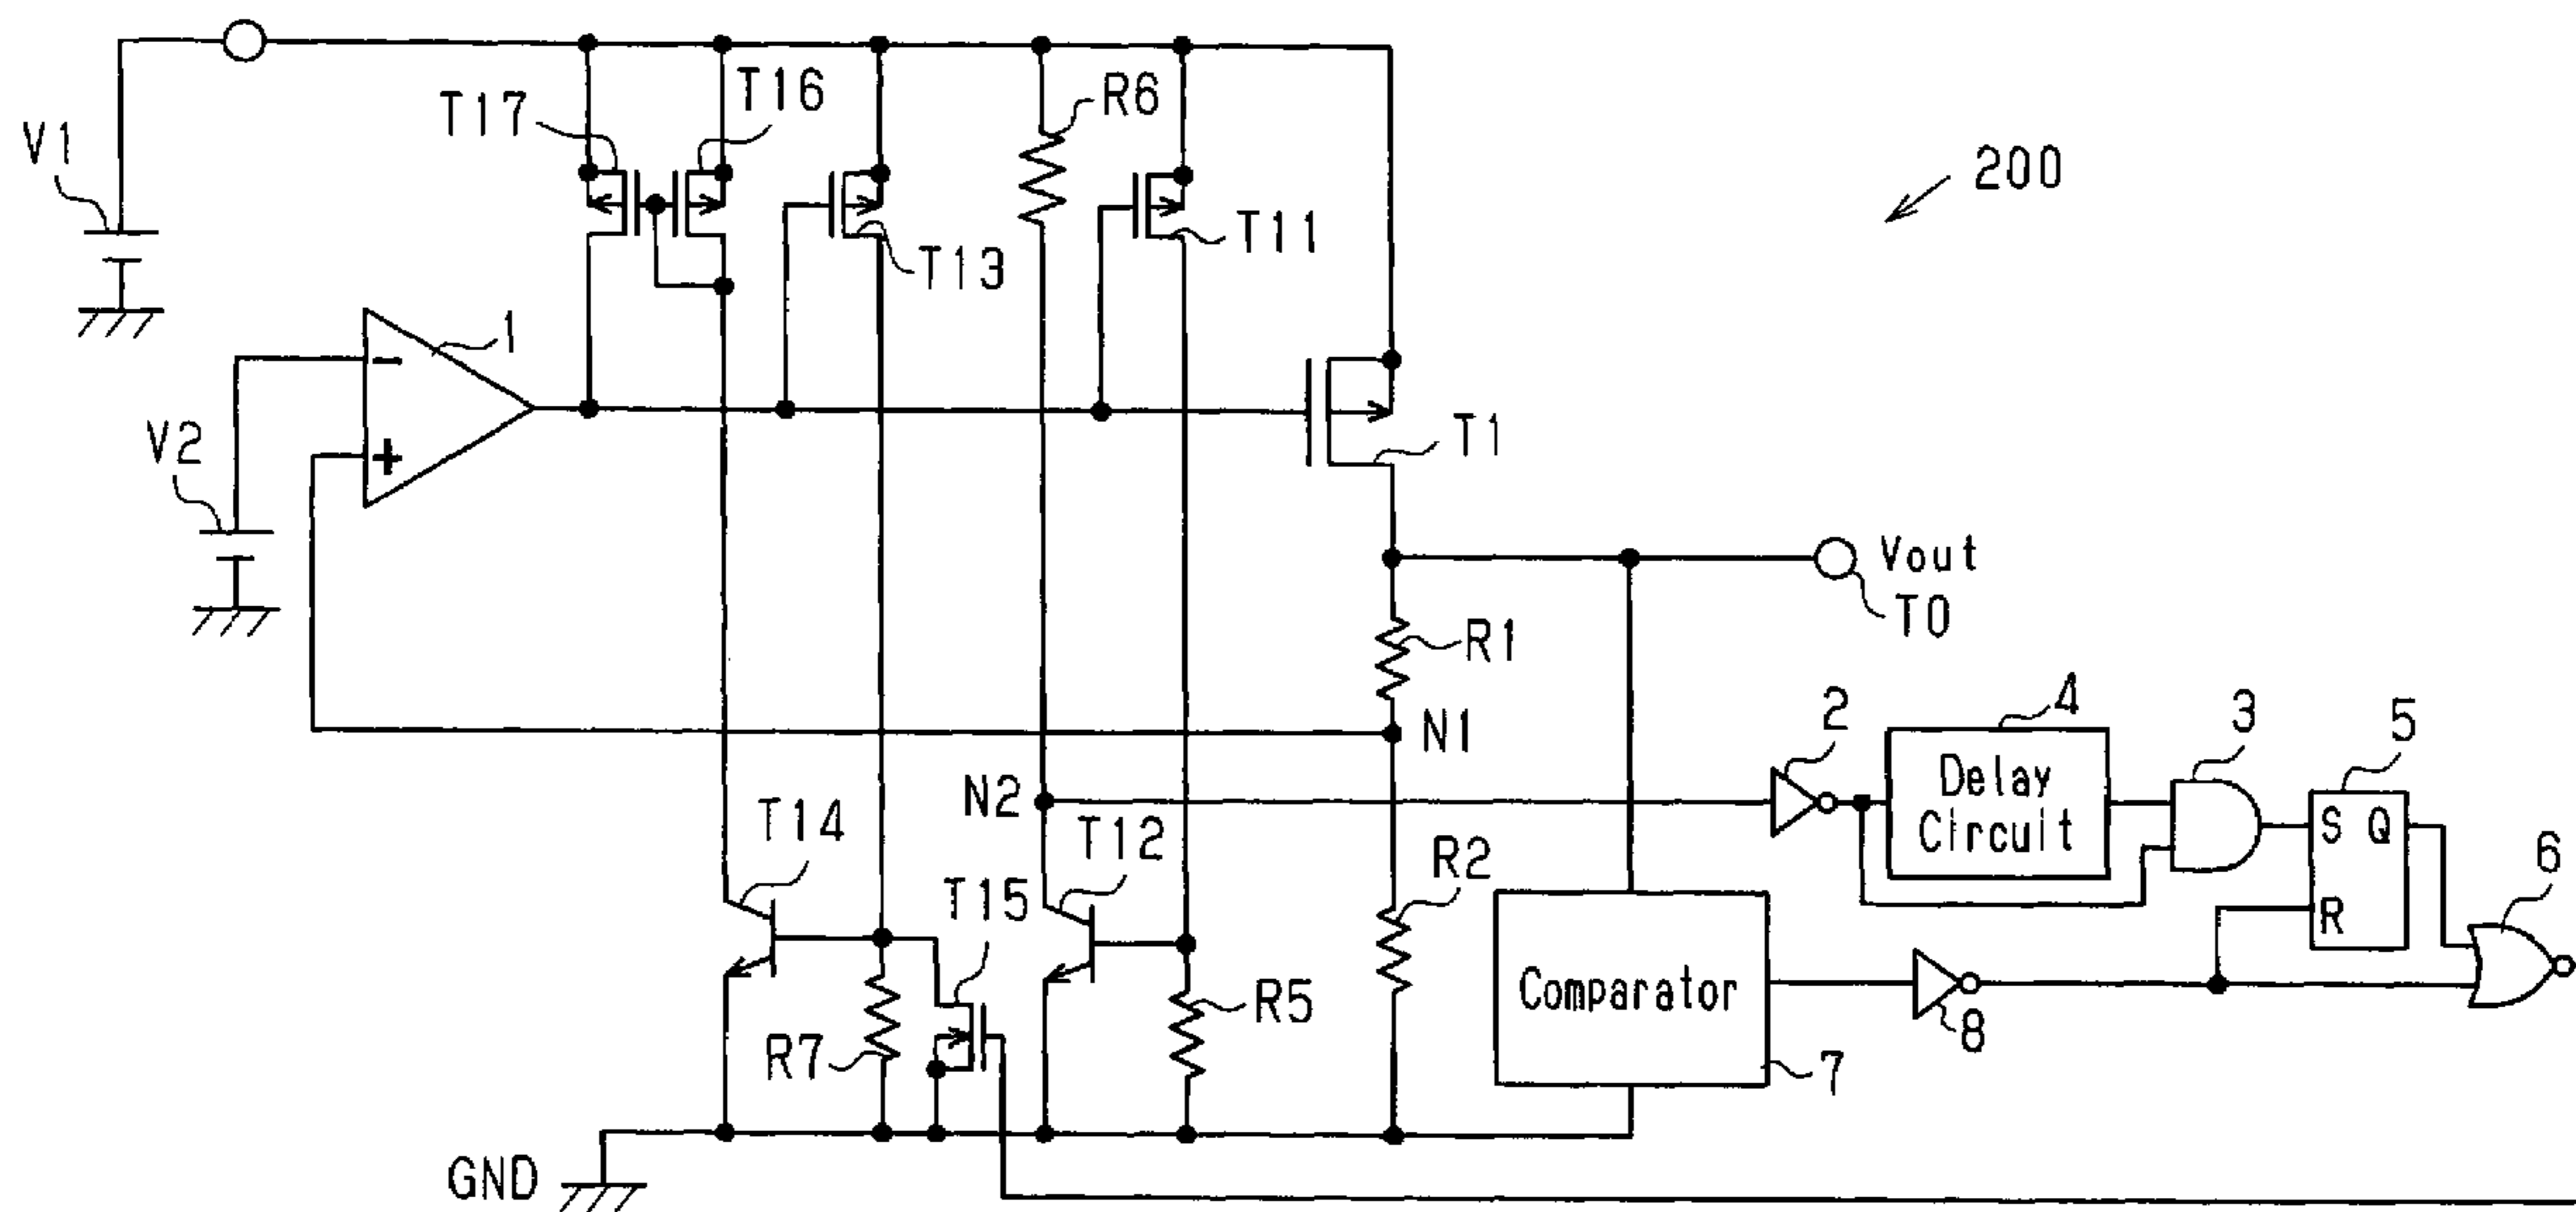 T16
R6
T17
V1
200
T11
T13
1
-
V2
+
T1
Vout
T0
R1
2
4
3
5
N1
Delay
Circuit
N2
T14
T12
S Q
R2
6
T15
R
Comparator
R5
R7
8
7
GND